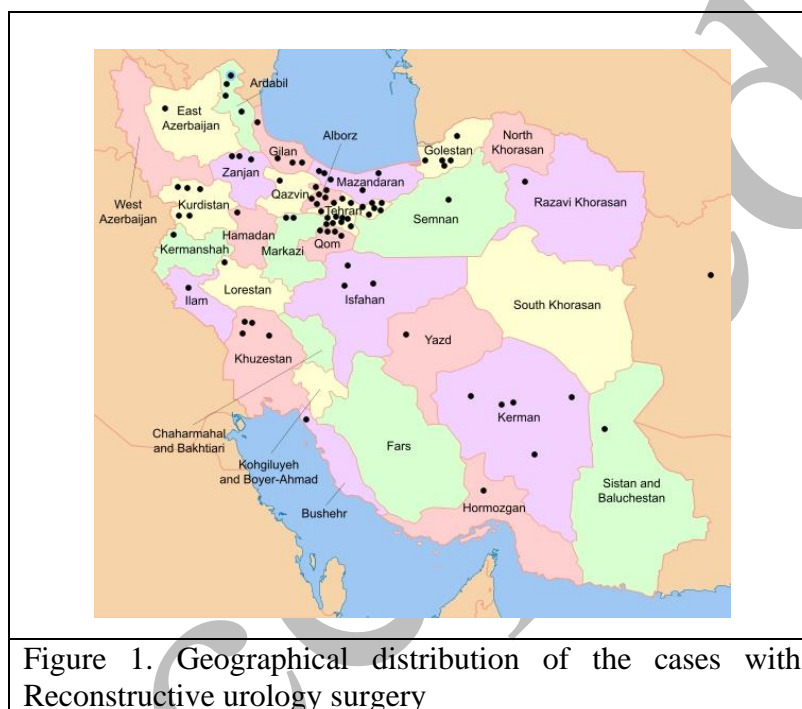 Ardabil
East
Azerbaijan
Alborz
Gilan
Golestan
North
Khorasan
Zanjan
Mazandaran
West
Azerbaijan
Qazvin
Razavi Khorasan
Kurdistan
Tehran
Semnan
Hamadan
Qom
Kermanshah
Markazi
Ilam
Lorestan
Isfahan
South Khorasan
Khuzestan
Yazd
Kerman
Chaharmahal
and Bakhtiari
Fars
Kohgiluyeh
and Boyer-Ahmad
Sistan and
Baluchestan
Bushehr
Hormozgan
Figure 1. Geographical distribution of the cases with
Reconstructive urology surgery